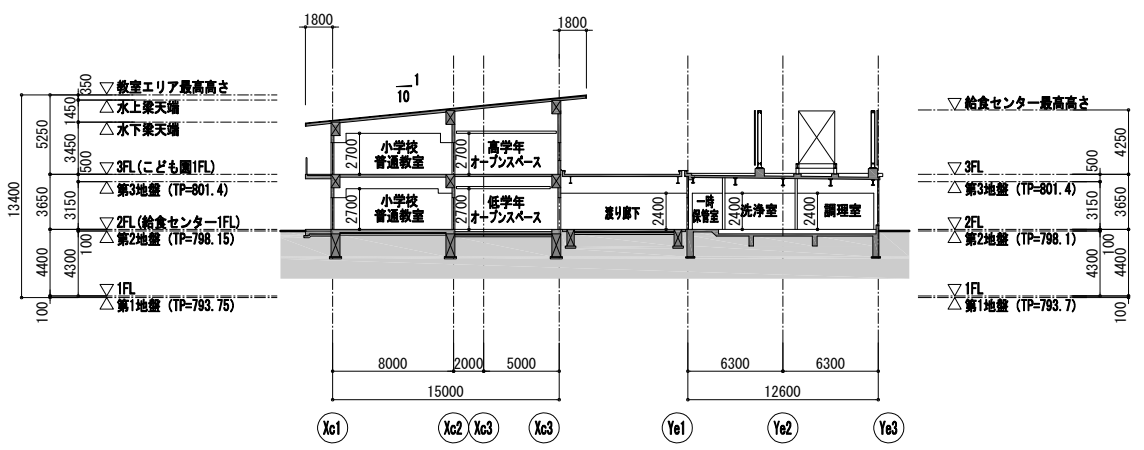 1800
1800
1
10
350
1450
3450
500
5250
3650
3150
100
4400
4300
100
13400
▽教室エリア最高高さ
△水上梁天端
△水下梁天端
▽3FL(こども園1FL)
△第3地盤 (TP=801.4)
▽2FL(給食センター1FL)
△第2地盤 (TP=798.15)
▽1FL
△第1地盤 (TP=793.75)
2700
小学校
普通教室
2700
高学年
オープンスペース
2700
小学校
普通教室
2700
低学年
オープンスペース
渡り廊下
2400
一時
保管室
2400
洗浄室
2400
調理室
▽給食センター最高高さ
▽3FL
△第3地盤 (TP=801.4)
▽2FL
△第2地盤 (TP=798.1)
▽1FL
△第1地盤 (TP=793.7)
4250
500
3150
3650
100
4300
4400
100
8000
2000
5000
6300
6300
15000
12600
Xc1
Xc2
Xc3
Xc3
Ye1
Ye2
Ye3